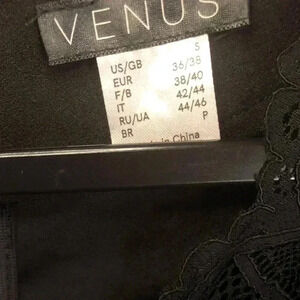 VENUS
S
US/GB 36/38
EUR 38/40
F/B 42/44
IT 44/46
RU/UA P
BR
in China